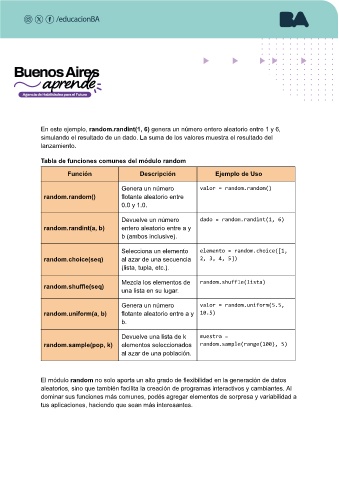 /educacionBA
BA
Buenos Aires
aprende
Agencia de Habilidades para el Futuro
En este ejemplo, random.randint(1, 6) genera un número entero aleatorio entre 1 y 6,
simulando el resultado de un dado. La suma de los valores muestra el resultado del
lanzamiento.
Tabla de funciones comunes del módulo random
Función Descripción Ejemplo de Uso
random.random()
Genera un número
flotante aleatorio entre
0.0 y 1.0.
valor = random.random()
random.randint(a, b)
Devuelve un número
entero aleatorio entre a y
b (ambos inclusive).
dado = random.randint(1, 6)
random.choice(seq)
Selecciona un elemento
al azar de una secuencia
(lista, tupla, etc.).
elemento = random.choice([1,
2, 3, 4, 5])
random.shuffle(seq)
Mezcla los elementos de
una lista en su lugar.
random.shuffle(lista)
random.uniform(a, b)
Genera un número
flotante aleatorio entre a y
b.
valor = random.uniform(5.5,
10.5)
random.sample(pop, k)
Devuelve una lista de k
elementos seleccionados
al azar de una población.
muestra =
random.sample(range(100), 5)
El módulo random no solo aporta un alto grado de flexibilidad en la generación de datos
aleatorios, sino que también facilita la creación de programas interactivos y cambiantes. Al
dominar sus funciones más comunes, podés agregar elementos de sorpresa y variabilidad a
tus aplicaciones, haciendo que sean más interesantes.